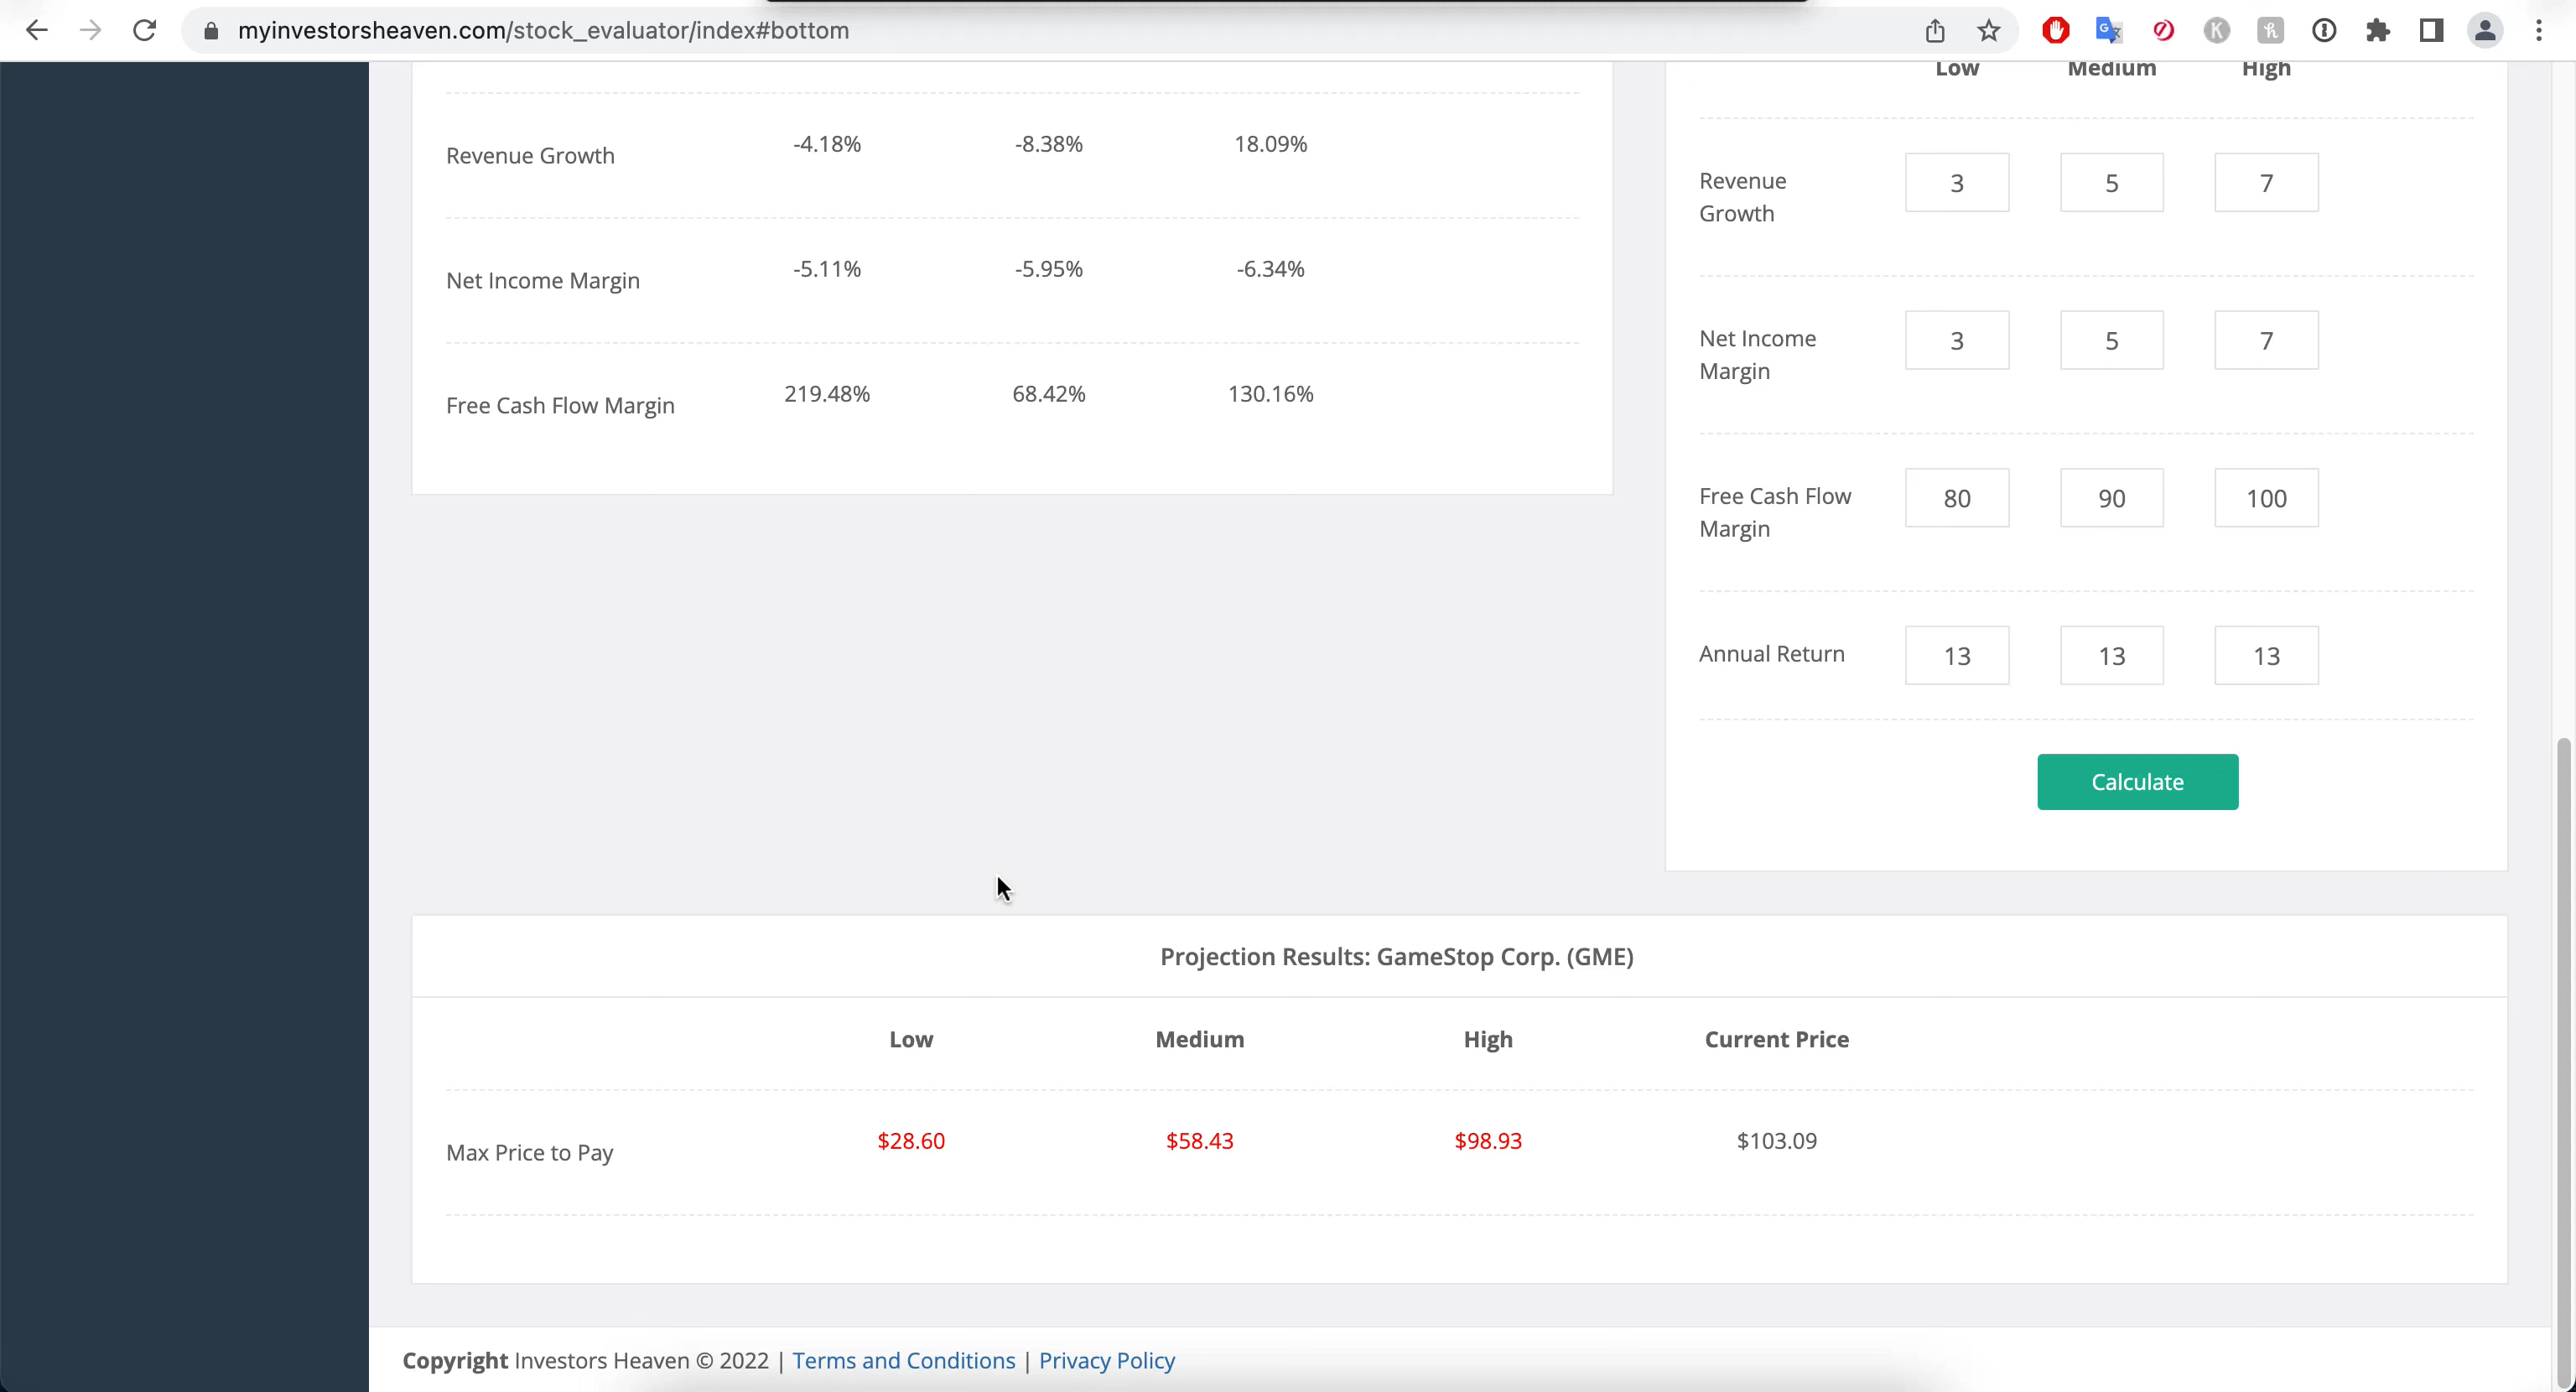 myinvestorsheaven.com/stock_evaluator/index#bottom
Revenue Growth -4.18% -8.38% 18.09%
Net Income Margin -5.11% -5.95% -6.34%
Free Cash Flow Margin 219.48% 68.42% 130.16%
Low Medium High
Revenue
Growth
3 5 7
Net Income
Margin
3 5 7
Free Cash Flow
Margin
80 90 100
Annual Return 13 13 13
Calculate
Projection Results: GameStop Corp. (GME)
Low Medium High Current Price
Max Price to Pay $28.60 $58.43 $98.93 $103.09
Copyright Investors Heaven © 2022 | Terms and Conditions | Privacy Policy